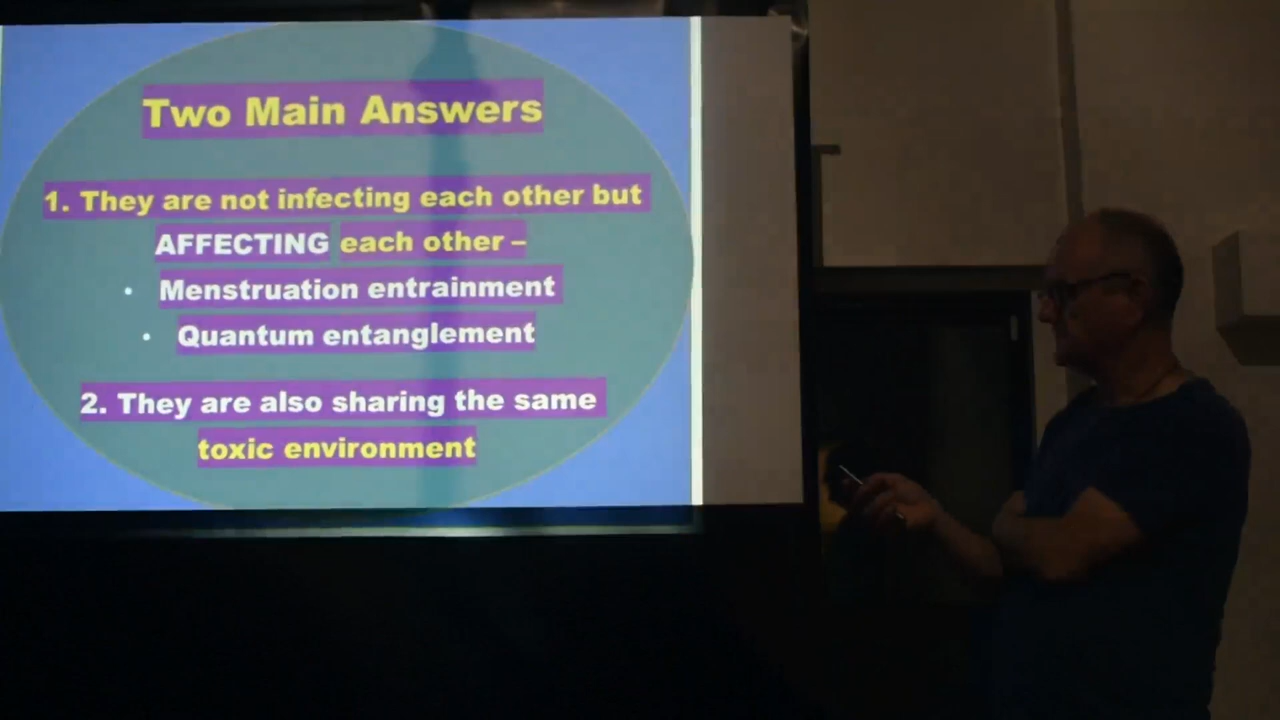 Two Main Answers
1. They are not infecting each other but
AFFECTING each other –
• Menstruation entrainment
• Quantum entanglement
2. They are also sharing the same
toxic environment